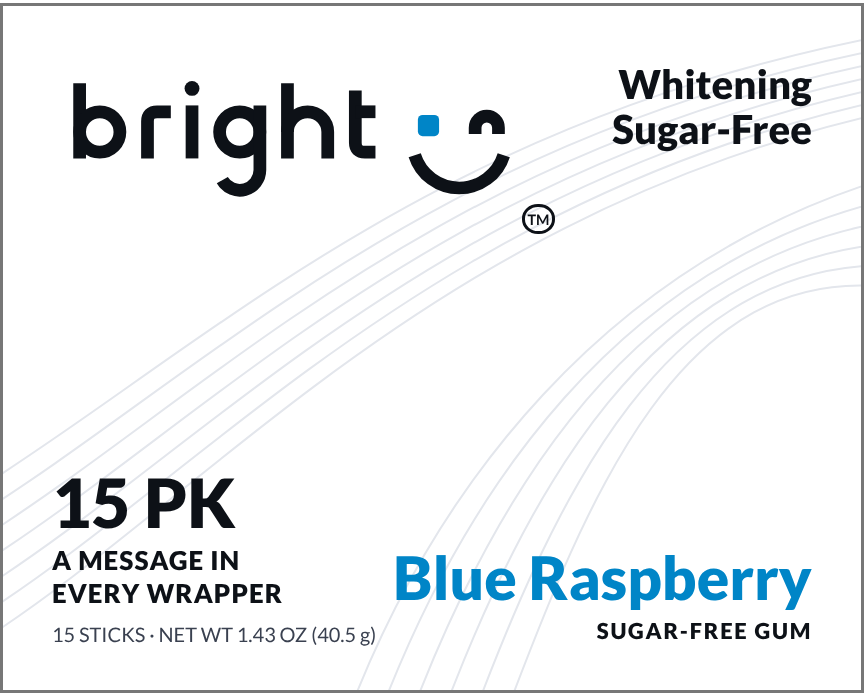 bright
TM
Whitening
Sugar-Free
15 PK
A MESSAGE IN
EVERY WRAPPER
15 STICKS · NET WT 1.43 OZ (40.5 g)
Blue Raspberry
SUGAR-FREE GUM